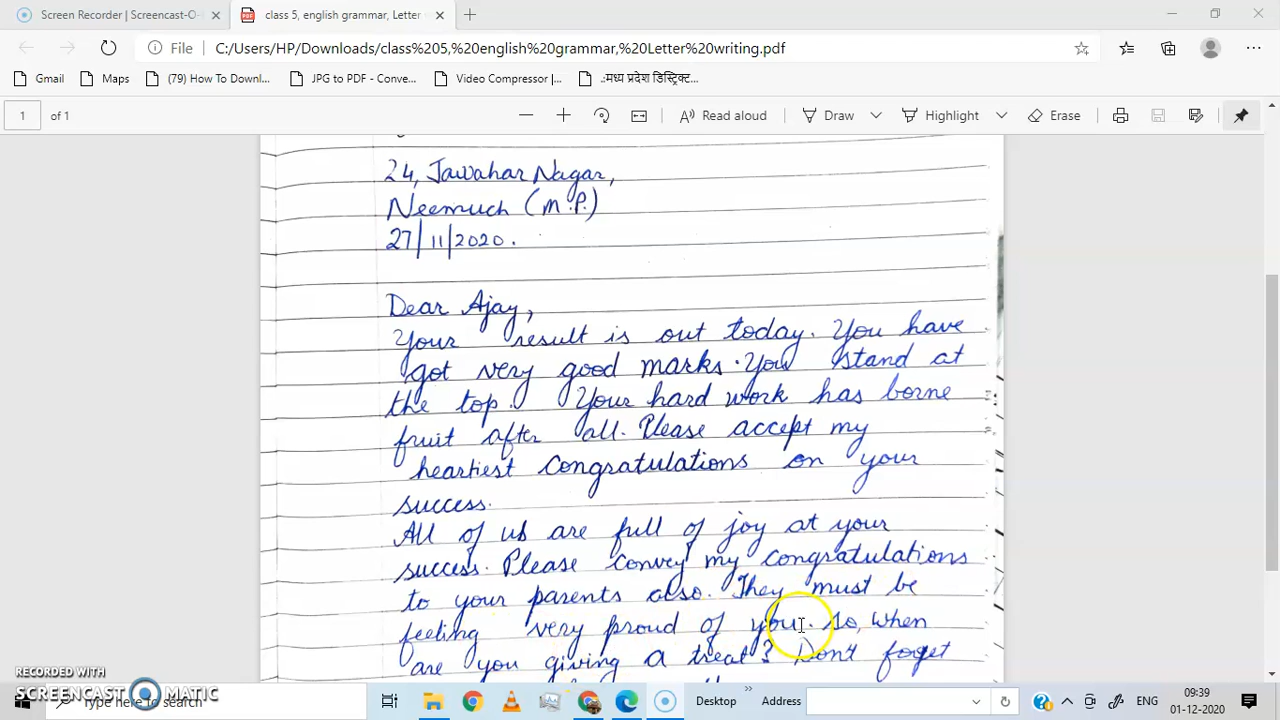 Screen Recorder | Screencast-O-
class 5, english grammar, Letter
File
C:/Users/HP/Downloads/class%205,%20english%20grammar,%20Letter%20writing.pdf
Gmail
Maps
(79) How To Downl...
JPG to PDF - Conve...
Video Compressor |...
.:मध्य प्रदेश डिस्ट्रिक्ट...
1 of 1
Read aloud
Draw
Highlight
Erase
24, Jawahar Nagar,
Neemuch (M.P.)
27/11/2020.
Dear Ajay,
Your result is out today. You have
got very good marks. You stand at
the top. Your hard work has borne
fruit after all. Please accept my
heartiest congratulations on your
success.
All of us are full of joy at your
success. Please convey my congratulations
to your parents also. They must be
feeling very proud of you. So, when
are you giving a treat? Don't forget
RECORDED WITH
SCREENCAST MATIC
Type here to search
Desktop
Address
ENG
09:39
01-12-2020